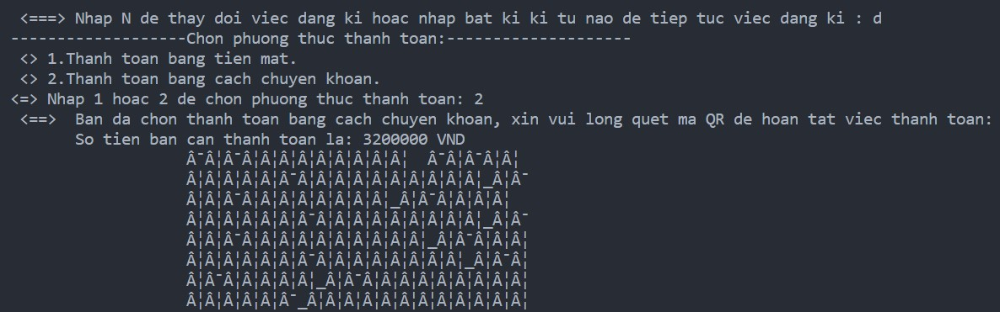 <===> Nhap N de thay doi viec dang ki hoac nhap bat ki ki tu nao de tiep tuc viec dang ki : d
-------------------Chon phuong thuc thanh toan:--------------------
<> 1.Thanh toan bang tien mat.
<> 2.Thanh toan bang cach chuyen khoan.
<=> Nhap 1 hoac 2 de chon phuong thuc thanh toan: 2
<==>  Ban da chon thanh toan bang cach chuyen khoan, xin vui long quet ma QR de hoan tat viec thanh toan:
So tien ban can thanh toan la: 3200000 VND
Â¯Â¦Â¯Â¦Â¦Â¦Â¦Â¦Â¦Â¦Â¦Â¦  Â¯Â¦Â¯Â¦Â¦
Â¦Â¦Â¦Â¦Â¦Â¯Â¦Â¦Â¦Â¦Â¦Â¦Â¦Â¦Â¦Â¦_Â¦Â¯
Â¦Â¦Â¯Â¦Â¦Â¦Â¦Â¦Â¦Â¦Â¦_Â¦Â¯Â¦Â¦Â¦Â¦
Â¦Â¦Â¦Â¦Â¦Â¦Â¯Â¦Â¦Â¦Â¦Â¦Â¦Â¦Â¦Â¦_Â¦Â¯
Â¦Â¦Â¯Â¦Â¦Â¦Â¦Â¦Â¦Â¦Â¦Â¦Â¦_Â¦Â¯Â¦Â¦Â¦
Â¦Â¦Â¦Â¦Â¦Â¦Â¯Â¦Â¦Â¦Â¦Â¦Â¦Â¦Â¦_Â¦Â¯Â¦
Â¦Â¯Â¦Â¦Â¦Â¦Â¦_Â¦Â¯Â¦Â¦Â¦Â¦Â¦Â¦Â¦Â¦Â¦
Â¦Â¦Â¦Â¦Â¦Â¯_Â¦Â¦Â¦Â¦Â¦Â¦Â¦Â¦Â¦Â¦Â¦Â¦